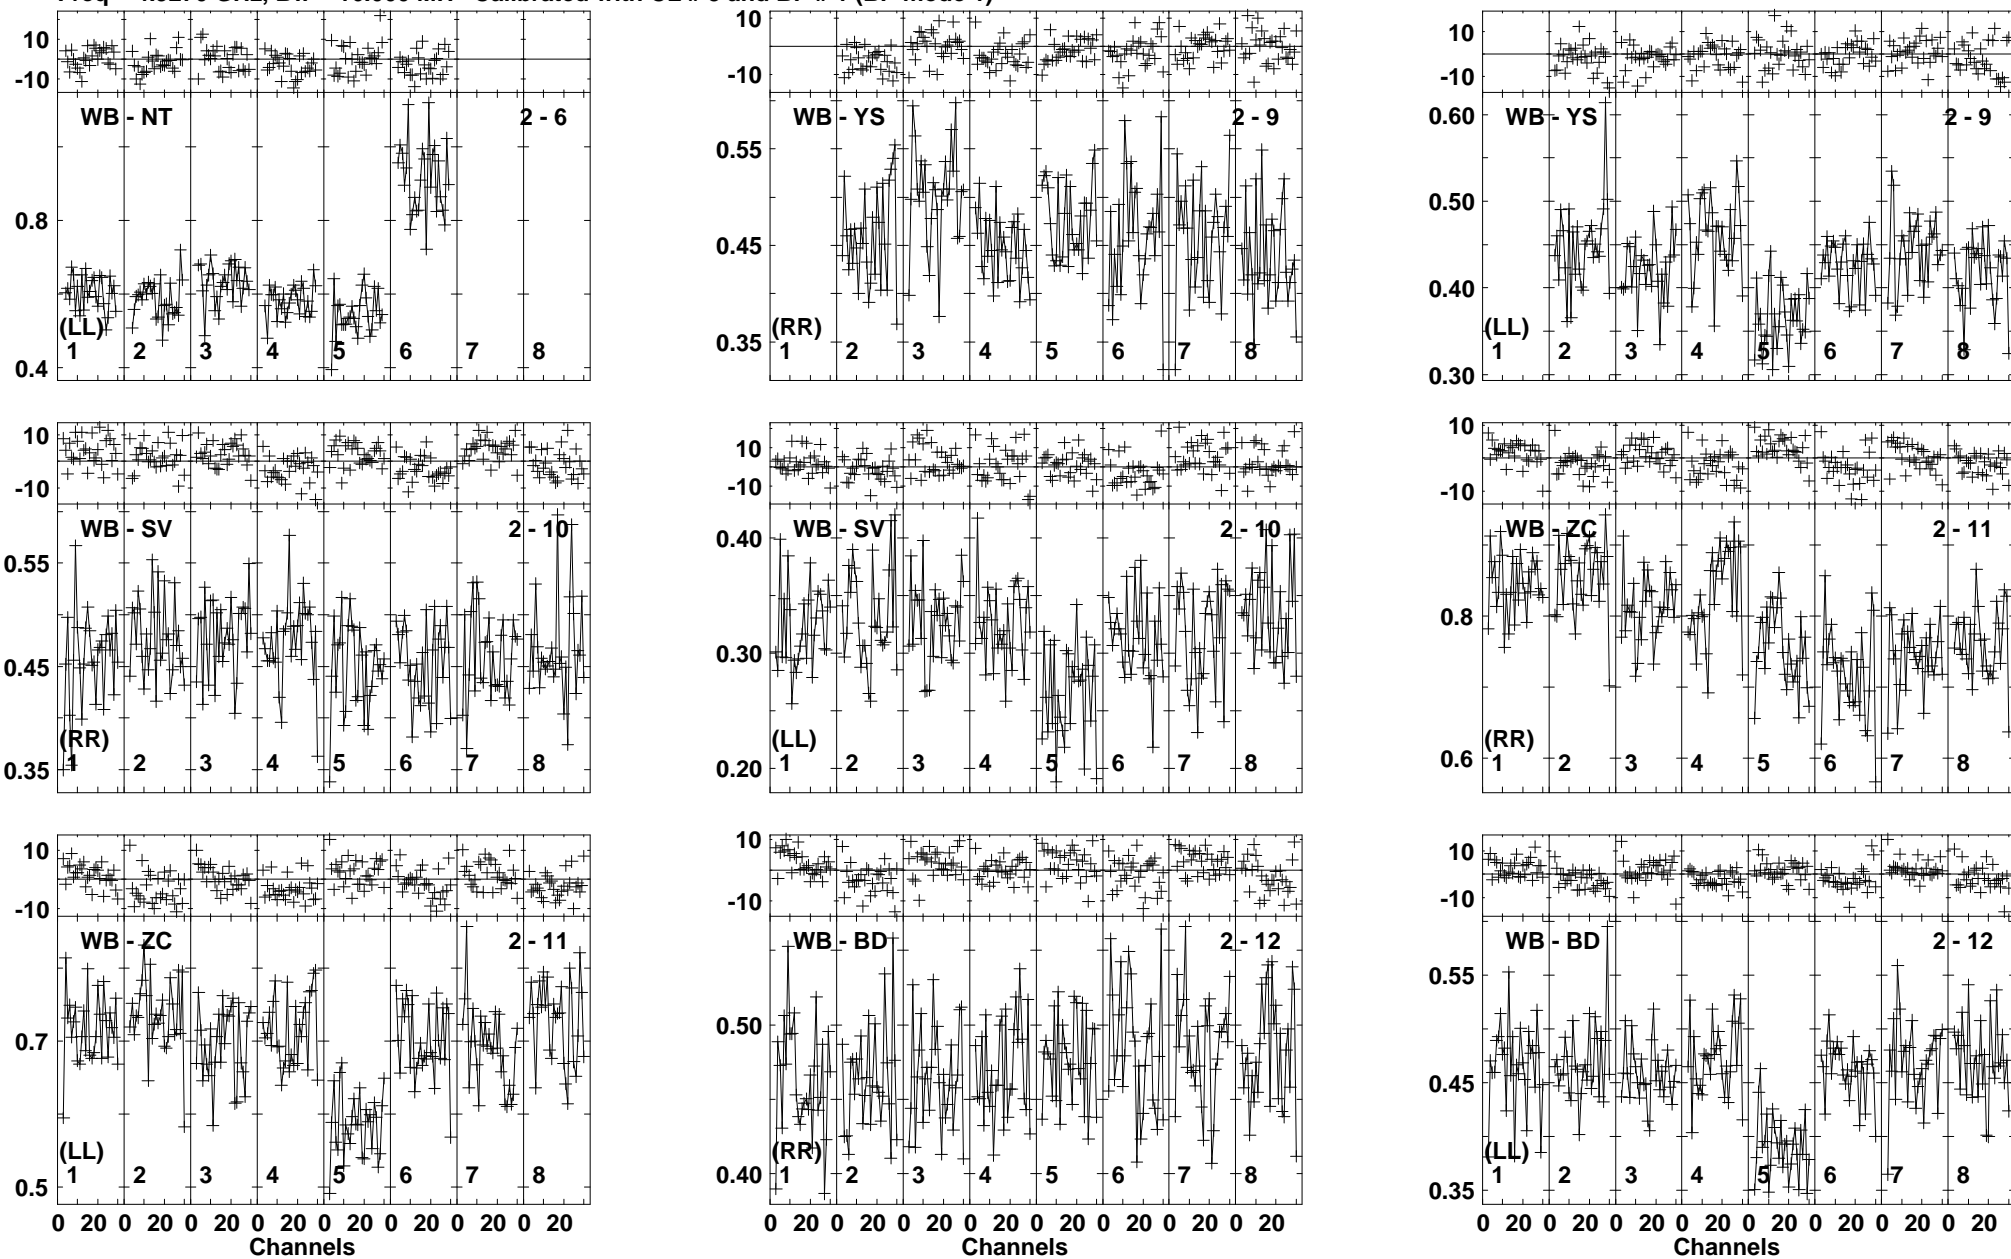 10 10 10
-10 -10 -10
WB - NT 2 - 6 WB - YS 2 - 9 WB - YS 2 - 9
0.8 0.55 0.60
0.45 0.50
0.40
(LL) (RR) 0.35 (LL)
0.4 1 2 3 4 5 6 7 8 1 2 3 4 5 6 7 8 0.30 1 2 3 4 5 6 7 8
10 10 10
-10 -10 -10
WB - SV 2 - 10 WB - SV 2 - 10 WB - ZC 2 - 11
0.55 0.40
0.45 0.30 0.8
(RR) (LL) (RR)
0.35 1 2 3 4 5 6 7 8 0.20 1 2 3 4 5 6 7 8 0.6 1 2 3 4 5 6 7 8
10 10 10
-10 -10 -10
WB - ZC 2 - 11 WB - BD 2 - 12 WB - BD 2 - 12
0.7 0.50 0.55
0.45
(LL) (RR) (LL)
0.5 1 2 3 4 5 6 7 8 0.40 1 2 3 4 5 6 7 8 0.35 1 2 3 4 5 6 7 8
0 20 0 20 0 20 0 20 0 20 0 20 0 20 0 20 0 20 0 20 0 20 0 20 0 20 0 20 0 20 0 20 0 20 0 20 0 20 0 20 0 20 0 20 0 20 0 20
Channels Channels